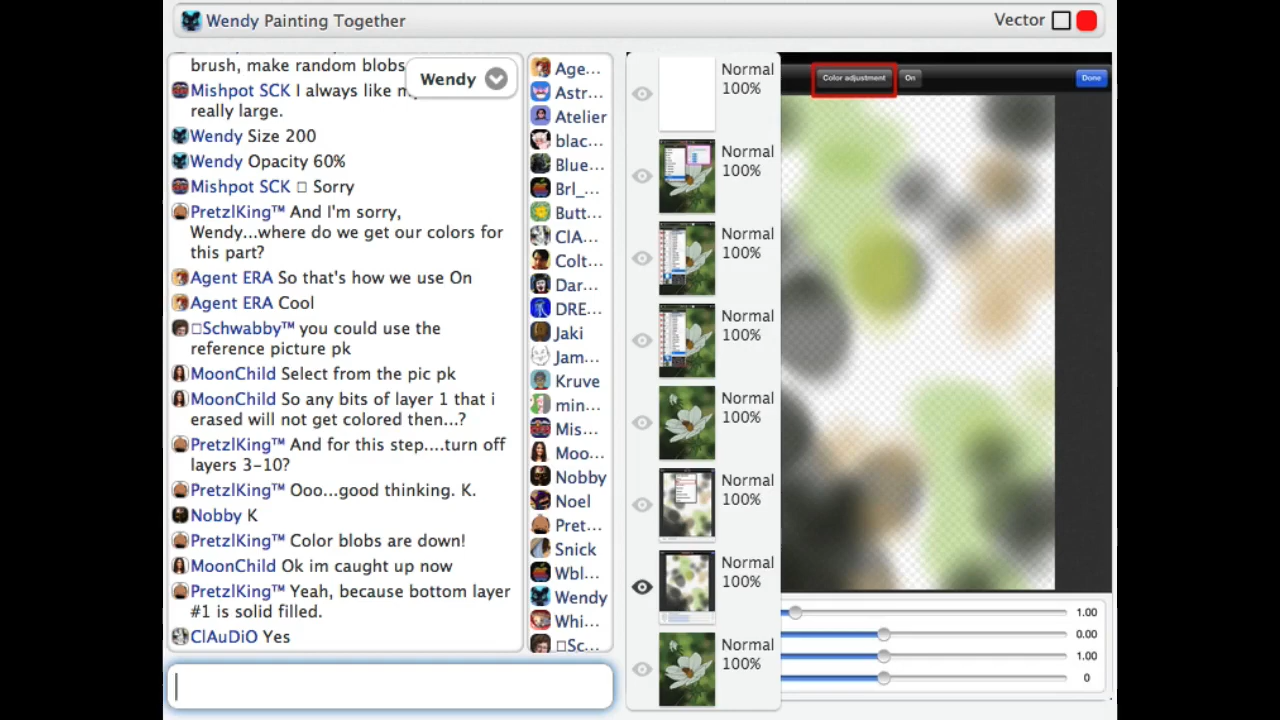 Wendy Painting Together
Vector
brush, make random blobs
Wendy
Mishpot SCK I always like
really large.
Wendy Size 200
Wendy Opacity 60%
Mishpot SCK Sorry
PretzlKing™ And I'm sorry,
Wendy...where do we get our colors for
this part?
Agent ERA So that's how we use On
Agent ERA Cool
Schwabby™ you could use the
reference picture pk
MoonChild Select from the pic pk
MoonChild So any bits of layer 1 that i
erased will not get colored then...?
PretzlKing™ And for this step....turn off
layers 3-10?
PretzlKing™ Ooo...good thinking. K.
Nobby K
PretzlKing™ Color blobs are down!
MoonChild Ok im caught up now
PretzlKing™ Yeah, because bottom layer
#1 is solid filled.
ClAuDiO Yes
Age...
Astr...
Atelier
blac...
Blue...
Brl_...
Butt...
ClA...
Colt...
Dar...
DRE...
Jaki
Jam...
Kruve
min...
Mis...
Moo...
Nobby
Noel
Pret...
Snick
Wbl...
Wendy
Whi...
Sc...
Normal
100%
Normal
100%
Normal
100%
Normal
100%
Normal
100%
Normal
100%
Normal
100%
Normal
100%
Color adjustment
On
Done
1.00
0.00
1.00
0